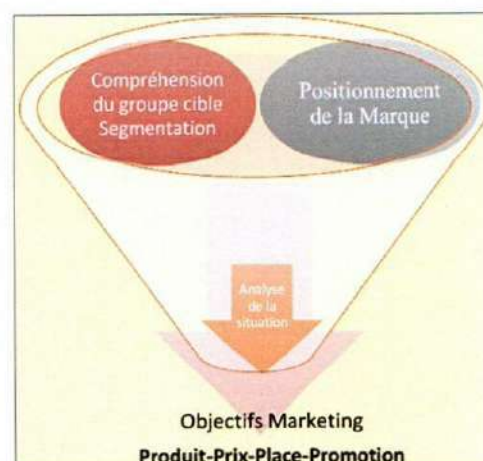 Compréhension
du groupe cible
Segmentation
Positionnement
de la Marque
Analyse
de la
situation
Objectifs Marketing
Produit-Prix-Place-Promotion